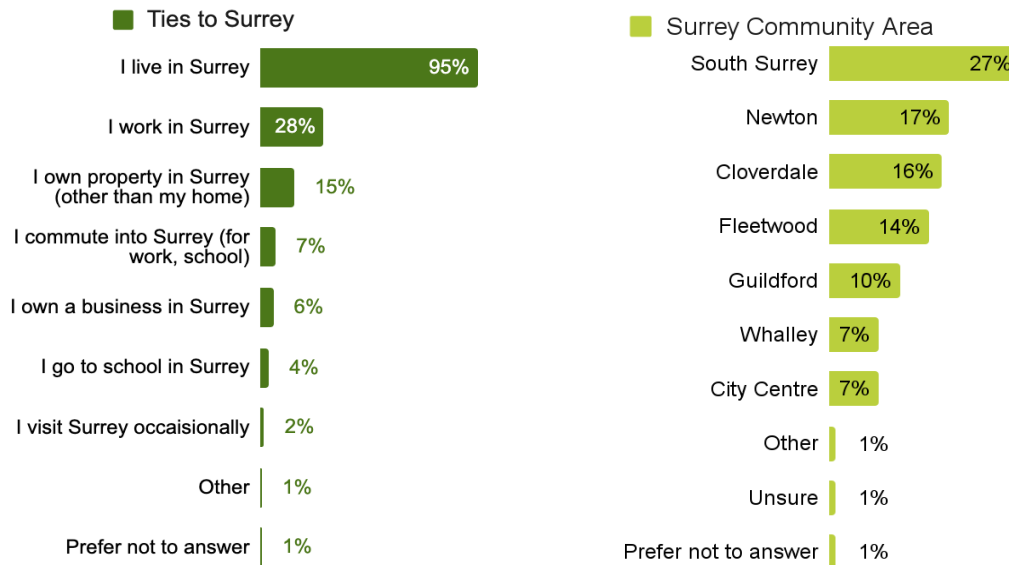 Ties to Surrey
I live in Surrey 95%
I work in Surrey 28%
I own property in Surrey
(other than my home) 15%
I commute into Surrey (for
work, school) 7%
I own a business in Surrey 6%
I go to school in Surrey 4%
I visit Surrey occaisionally 2%
Other 1%
Prefer not to answer 1%
Surrey Community Area
South Surrey 27%
Newton 17%
Cloverdale 16%
Fleetwood 14%
Guildford 10%
Whalley 7%
City Centre 7%
Other 1%
Unsure 1%
Prefer not to answer 1%